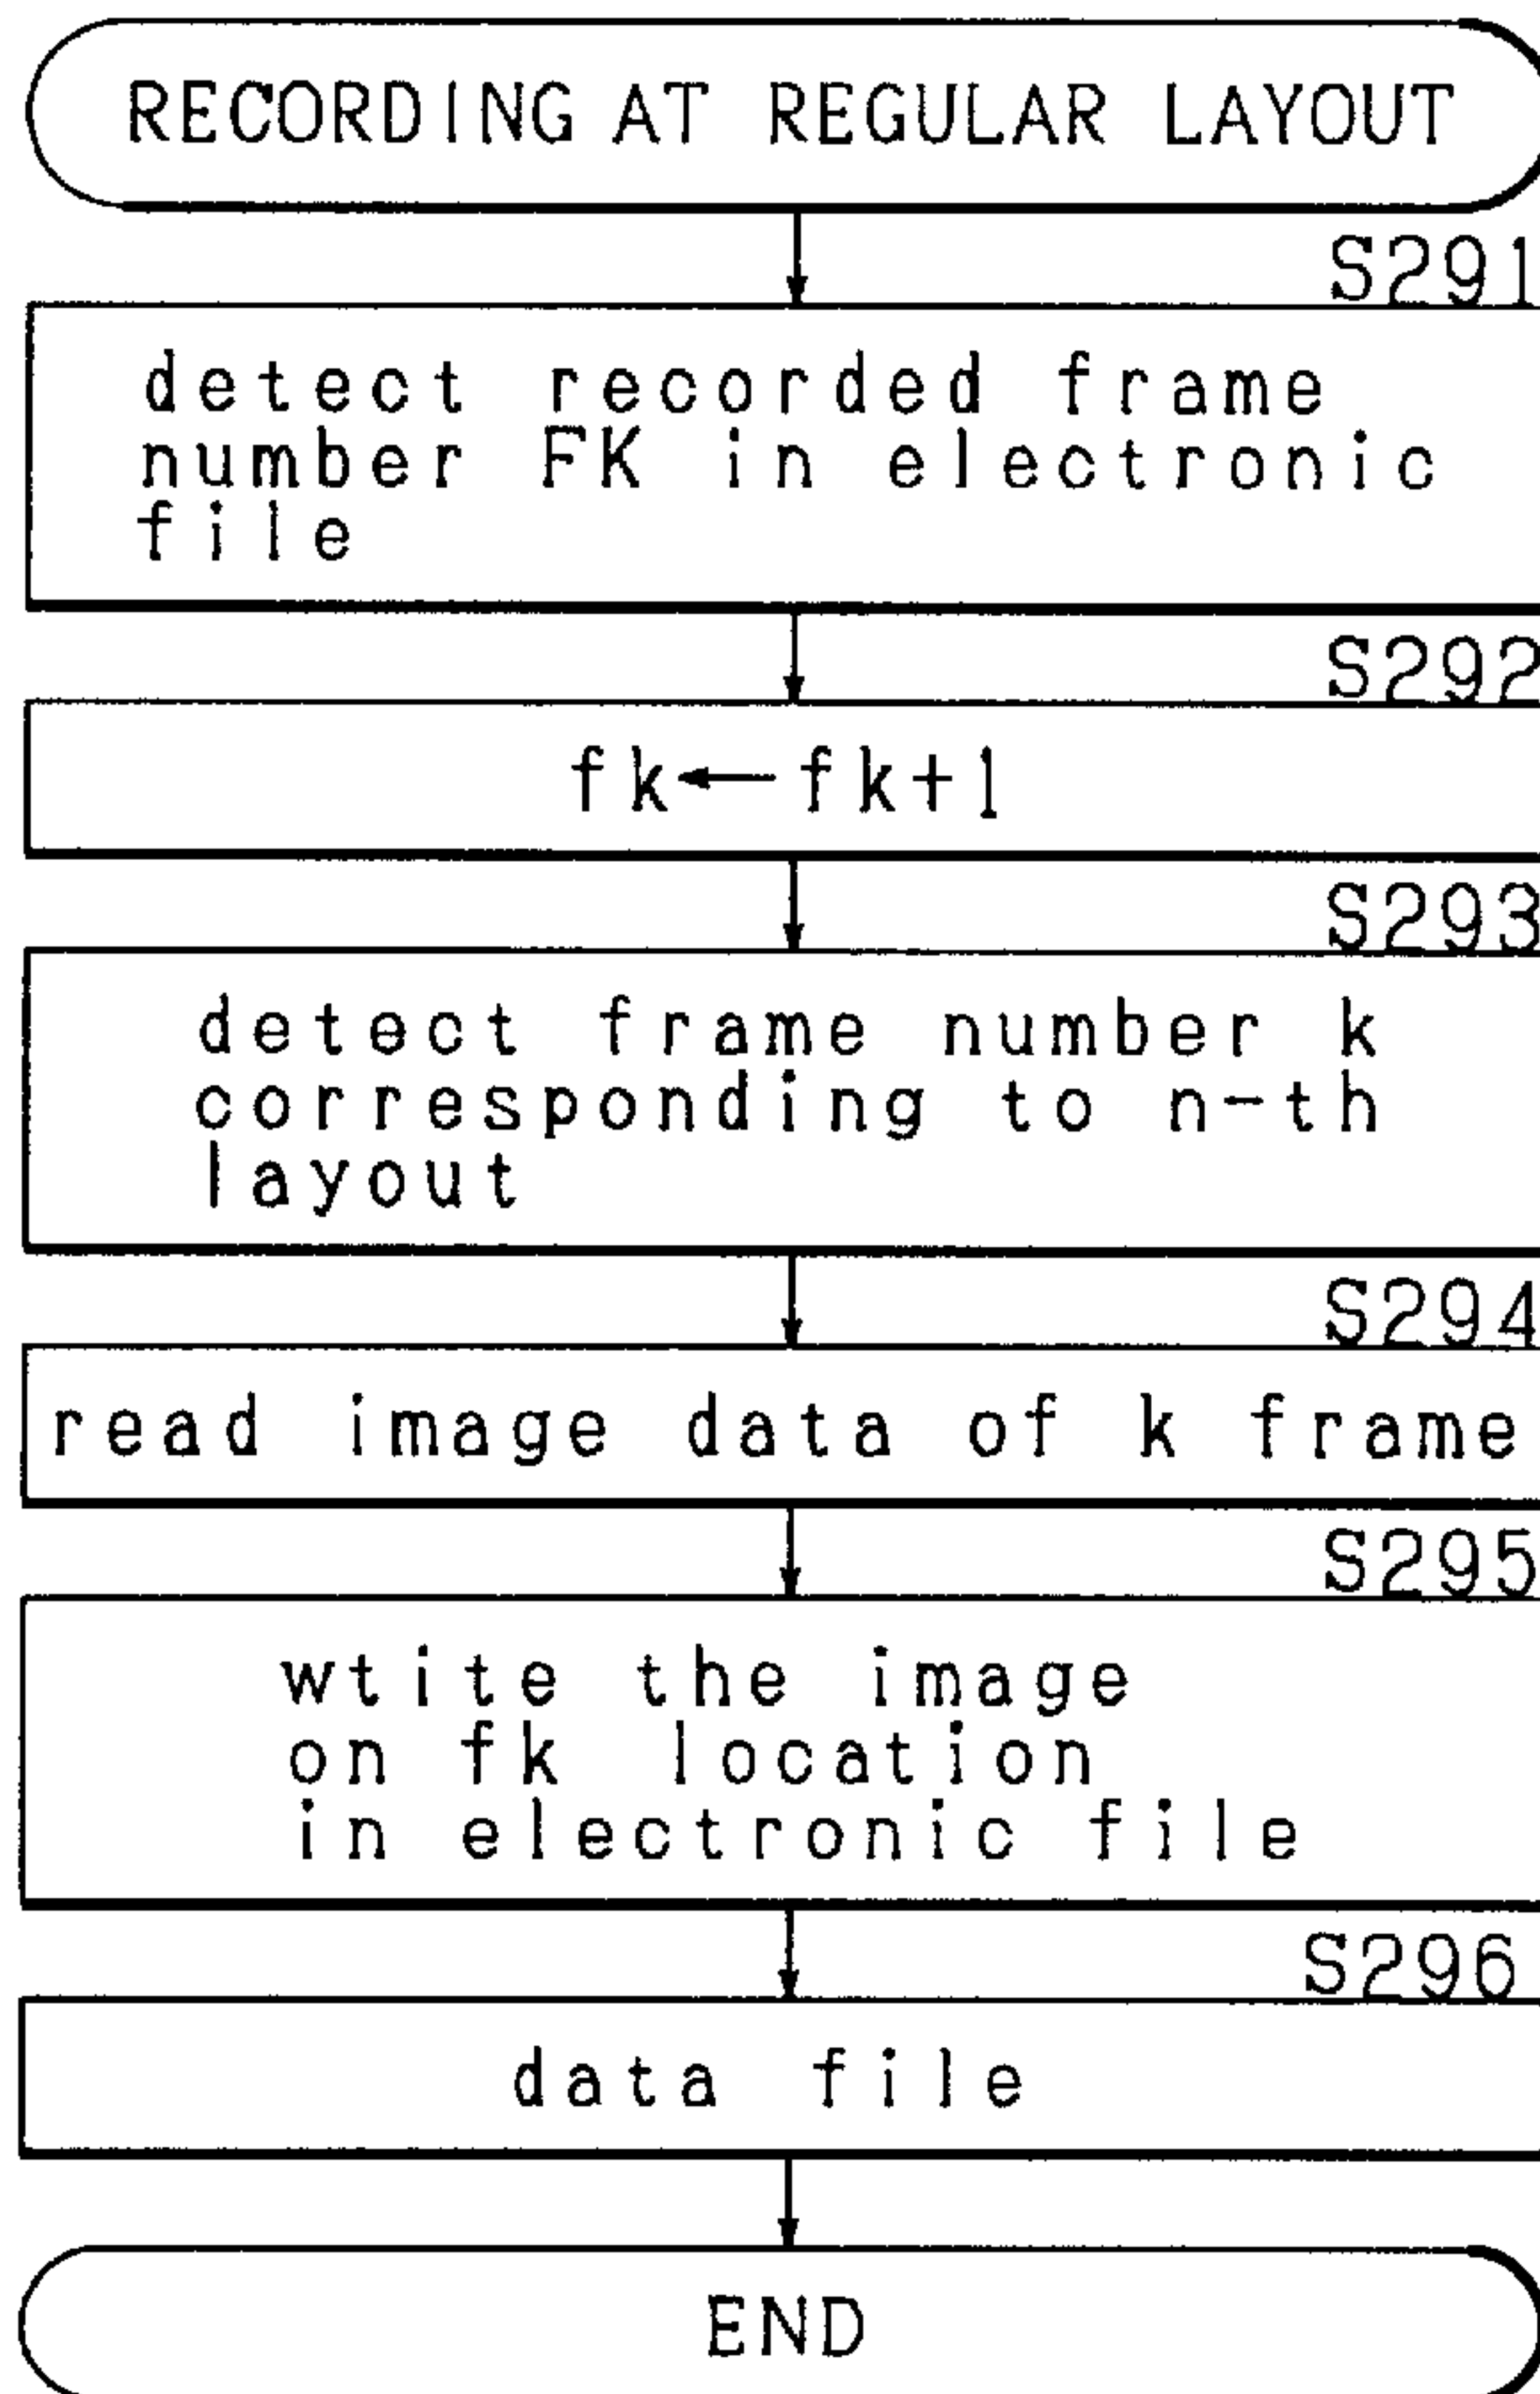 RECORDING AT REGULAR LAYOUT
S291
detect recorded frame
number FK in electronic
file
S292
fk←fk+1
S293
detect frame number k
corresponding to n-th
layout
S294
read image data of k frame
S295
wtite the image
on fk location
in electronic file
S296
data file
END